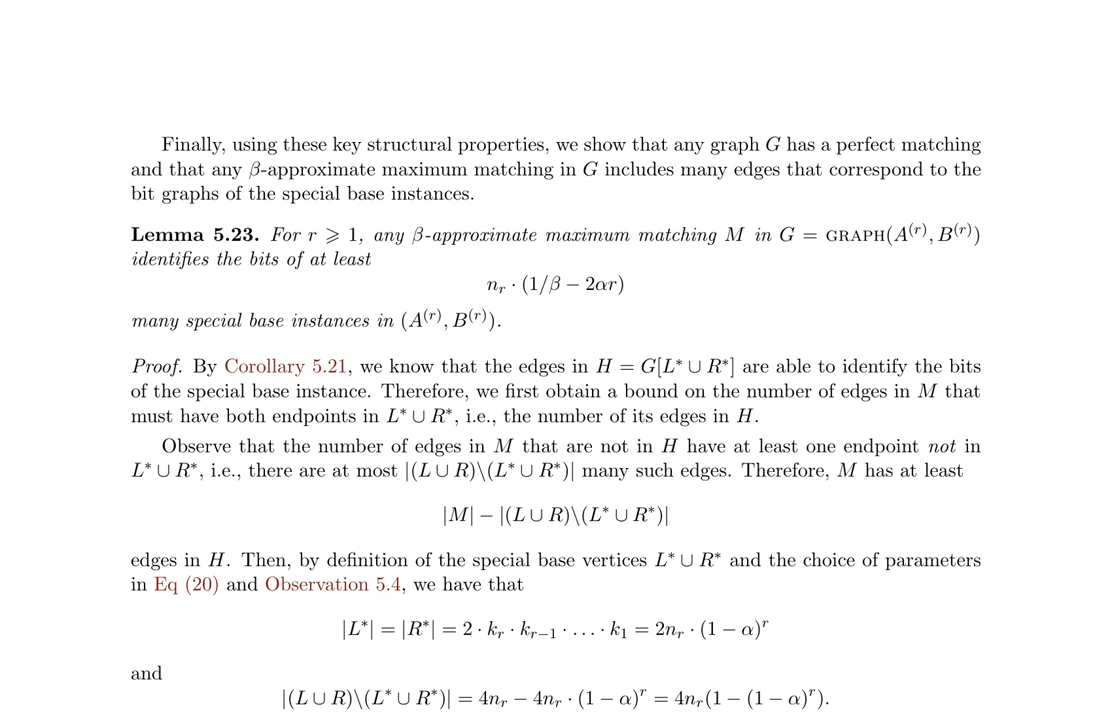 Finally, using these key structural properties, we show that any graph G has a perfect matching
and that any β-approximate maximum matching in G includes many edges that correspond to the
bit graphs of the special base instances.
Lemma 5.23. For r ⩾ 1, any β-approximate maximum matching M in G = GRAPH(A^{(r)}, B^{(r)})
identifies the bits of at least
n_r · (1/β − 2αr)
many special base instances in (A^{(r)}, B^{(r)}).
Proof. By Corollary 5.21, we know that the edges in H = G[L* ∪ R*] are able to identify the bits
of the special base instance. Therefore, we first obtain a bound on the number of edges in M that
must have both endpoints in L* ∪ R*, i.e., the number of its edges in H.
Observe that the number of edges in M that are not in H have at least one endpoint not in
L* ∪ R*, i.e., there are at most |(L ∪ R)\(L* ∪ R*)| many such edges. Therefore, M has at least
|M| − |(L ∪ R)\(L* ∪ R*)|
edges in H. Then, by definition of the special base vertices L* ∪ R* and the choice of parameters
in Eq (20) and Observation 5.4, we have that
|L*| = |R*| = 2 · k_r · k_{r−1} · . . . · k_1 = 2n_r · (1 − α)^r
and
|(L ∪ R)\(L* ∪ R*)| = 4n_r − 4n_r · (1 − α)^r = 4n_r(1 − (1 − α)^r).